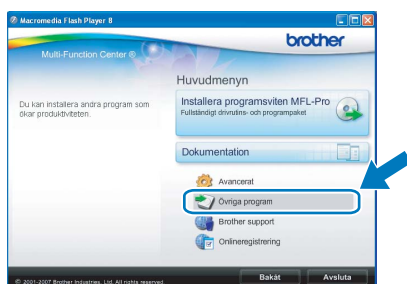 Macromedia Flash Player 8
brother
Multi-Function Center ®
Huvudmenyn
Du kan installera andra program som
ökar produktiviteten.
Installera programsviten MFL-Pro
Fullständigt drivrutins- och programpaket
Dokumentation
Avancerat
Övriga program
Brother support
Onlineregistrering
© 2001-2007 Brother Industries, Ltd. All rights reserved.
Bakåt
Avsluta